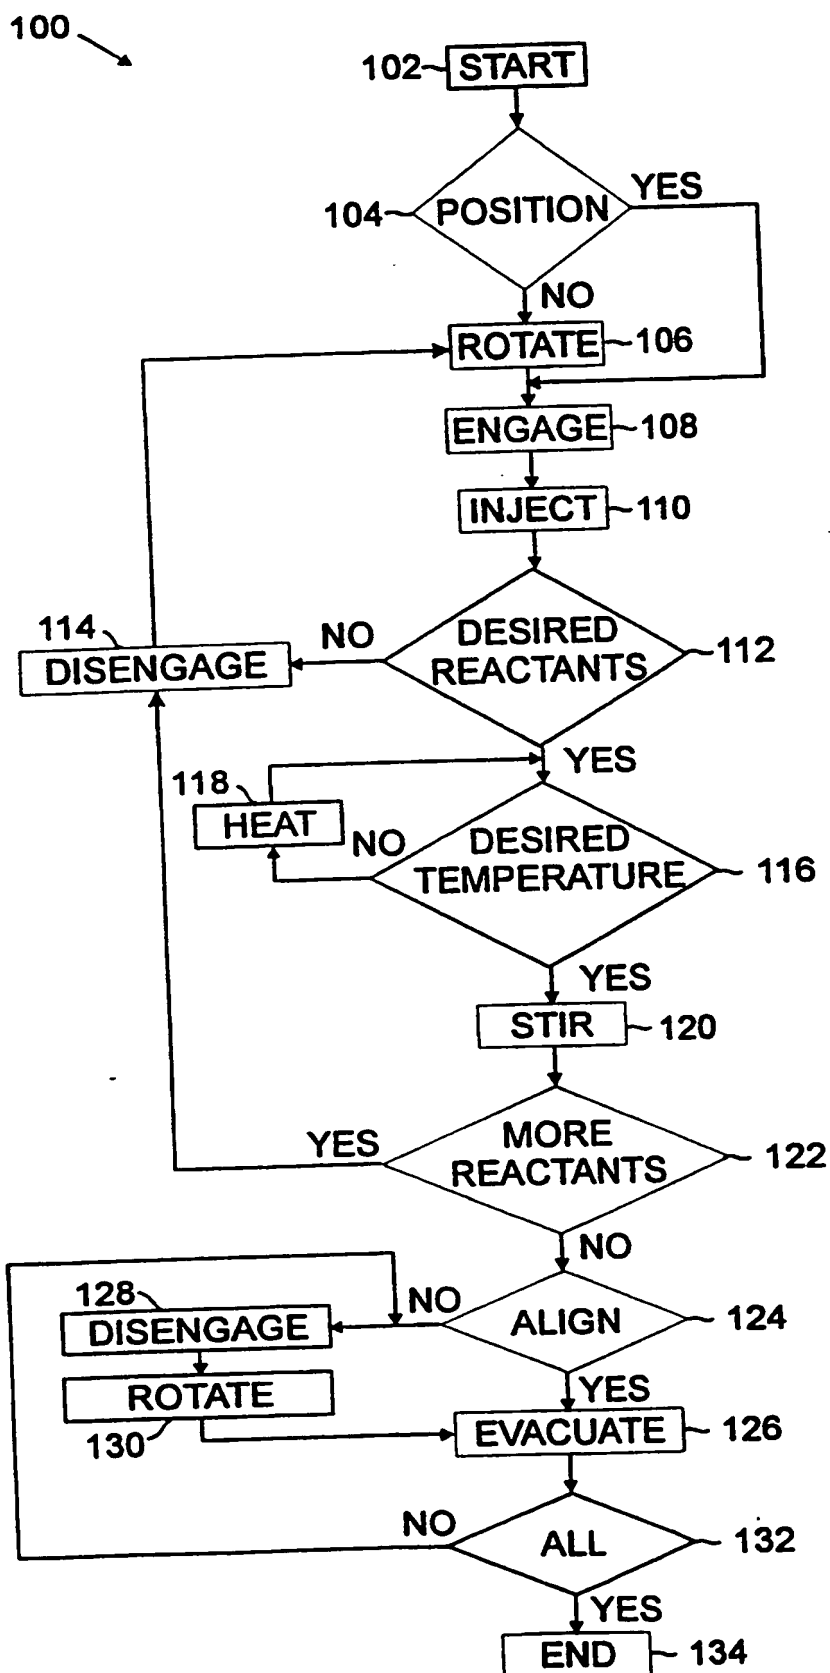 100
102
START
104
POSITION
YES
NO
ROTATE
106
ENGAGE
108
INJECT
110
114
DISENGAGE
NO
DESIRED
REACTANTS
112
YES
118
HEAT
NO
DESIRED
TEMPERATURE
116
YES
STIR
120
YES
MORE
REACTANTS
122
NO
128
DISENGAGE
NO
ALIGN
124
ROTATE
130
YES
EVACUATE
126
NO
ALL
132
YES
END
134